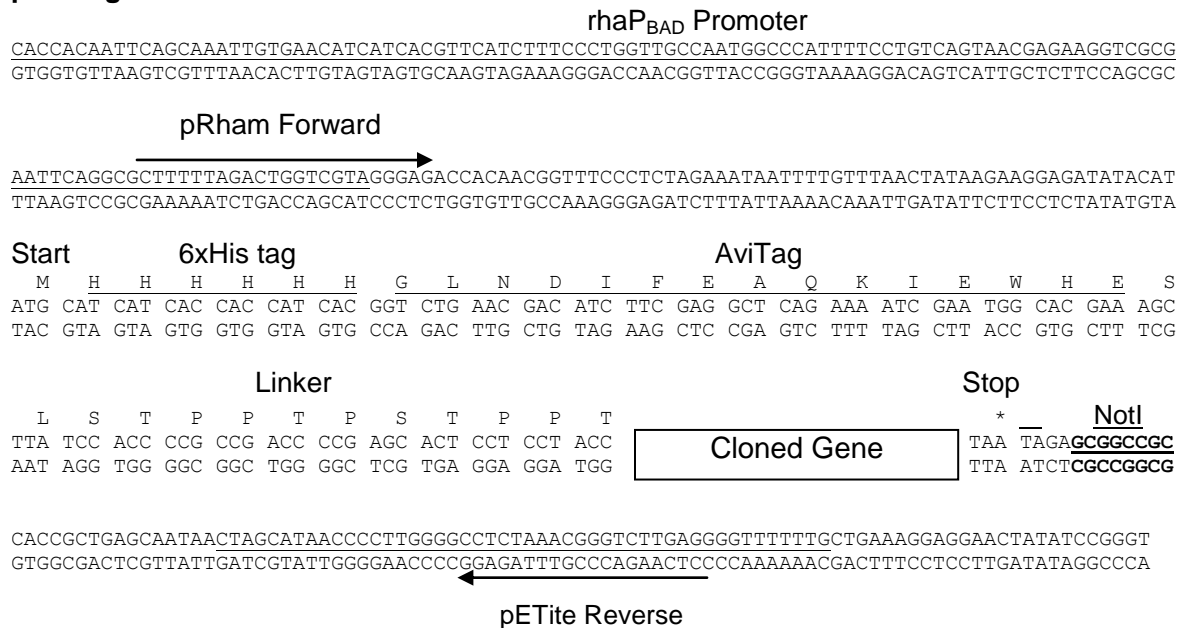 rhaPBAD Promoter
CACCACAATTCAGCAAATTGTGAACATCATCACGTTCATCTTTCCCTGGTTGCCAATGGCCCATTTTCCTGTCAGTAACGAGAAGGTCGCG
GTGGTGTTAAGTCGTTTAACACTTGTAGTAGTGCAAGTAGAAAGGGACCAACGGTTACCGGGTAAAAGGACAGTCATTGCTCTTCCAGCGC
pRham Forward
AATTCAGGCGCTTTTTAGACTGGTCGTAGGGAGACCACAACGGTTTCCCTCTAGAAATAATTTTGTTTAACTATAAGAAGGAGATATACAT
TTAAGTCCGCGAAAAATCTGACCAGCATCCCTCTGGTGTTGCCAAAGGGAGATCTTTATTAAAACAAATTGATATTCTTCCTCTATATGTA
Start 6xHis tag AviTag
M H H H H H H G L N D I F E A Q K I E W H E S
ATG CAT CAT CAC CAC CAT CAC GGT CTG AAC GAC ATC TTC GAG GCT CAG AAA ATC GAA TGG CAC GAA AGC
TAC GTA GTA GTG GTG GTA GTG CCA GAC TTG CTG TAG AAG CTC CGA GTC TTT TAG CTT ACC GTG CTT TCG
Linker Stop
L S T P P T P S T P P T * NotI
TTA TCC ACC CCG CCG ACC CCG AGC ACT CCT CCT ACC Cloned Gene TAA TAGAGCGGCCGC
AAT AGG TGG GGC GGC TGG GGC TCG TGA GGA GGA TGG TTA ATCTCGCCGGCG
CACCGCTGAGCAATAACTAGCATAACCCCTTGGGGCCTCTAAACGGGTCTTGAGGGGTTTTTTGCTGAAAGGAGGAACTATATCCGGGT
GTGGCGACTCGTTATTGATCGTATTGGGGAACCCCGGAGATTTGCCCAGAACTCCCCAAAAAACGACTTTCCTCCTTGATATAGGCCCA
pETite Reverse